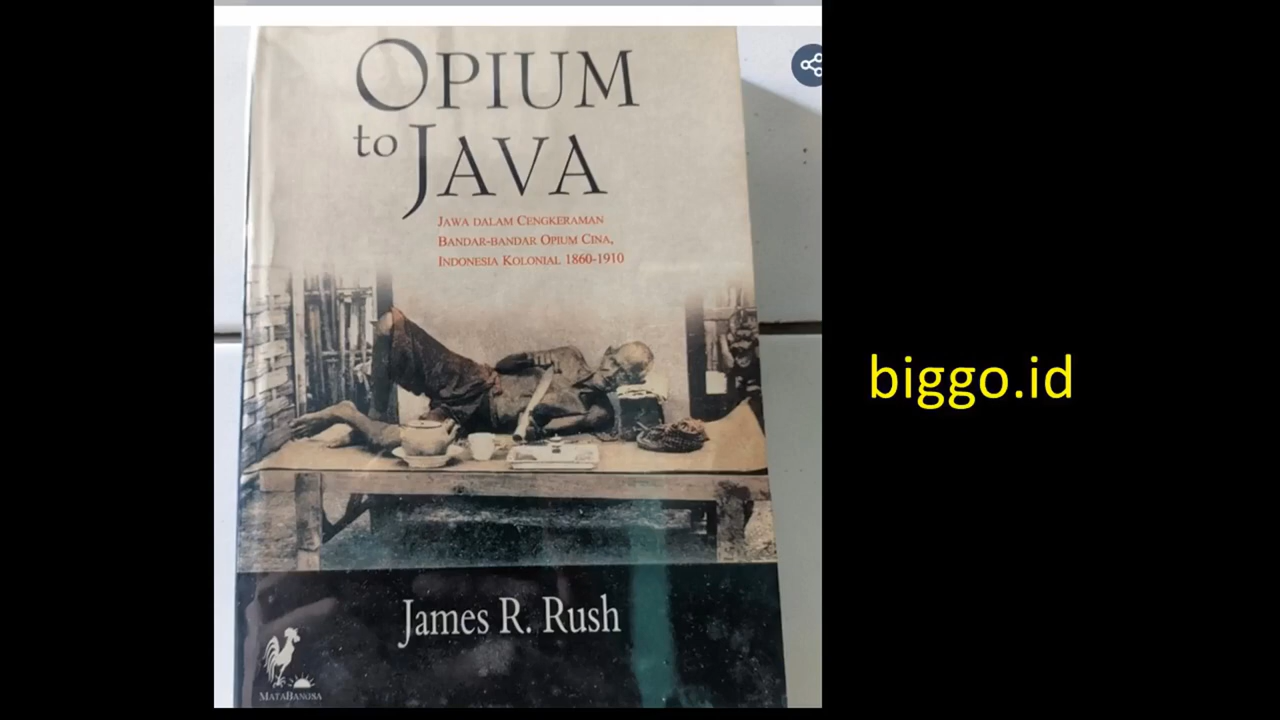 OPIUM
to JAVA
JAWA DALAM CENGKERAMAN
BANDAR-BANDAR OPIUM CINA,
INDONESIA KOLONIAL 1860-1910
biggo.id
James R. Rush
MATABANGSA